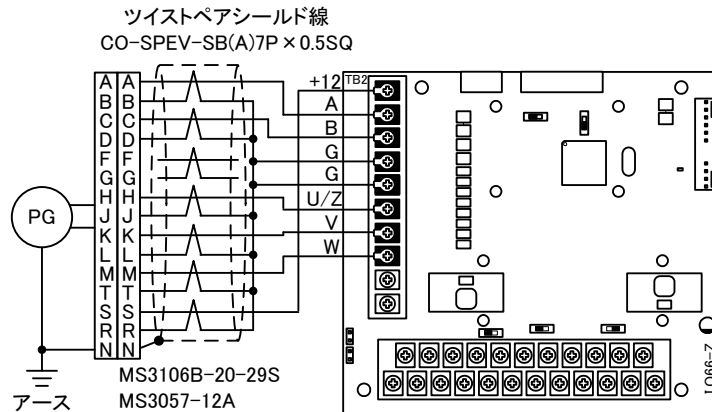 ツイストペアシールド線
CO-SPEV-SB(A)7P×0.5SQ
A A
B B
C C
D D
F F
G G
H H
J J
K K
L L
M M
T T
S S
R R
N N
PG
アース
MS3106B-20-29S
MS3057-12A
+12
A
B
G
G
U/Z
V
W
TB2
IO66-Z